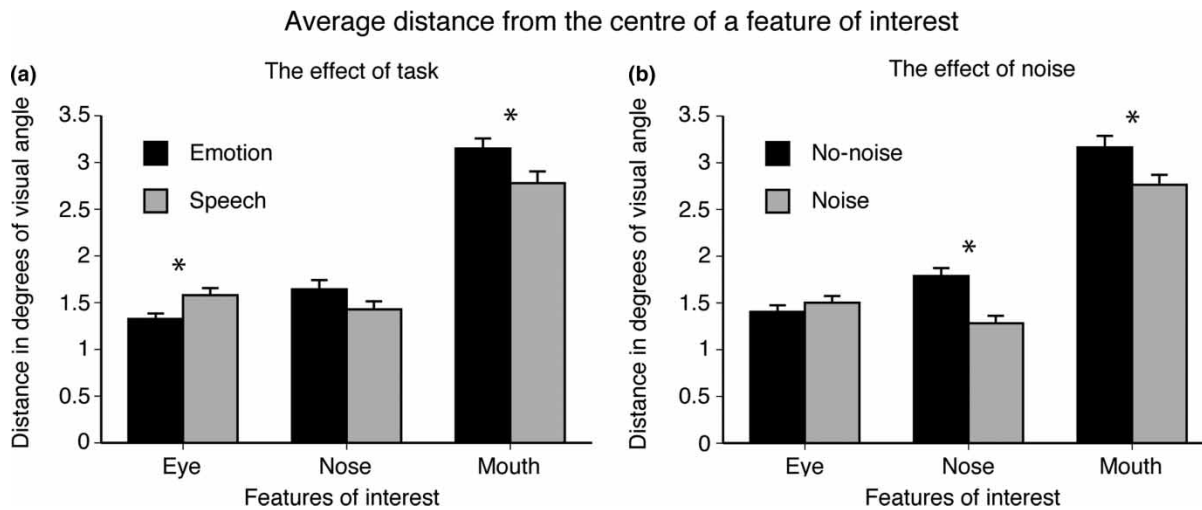 Average distance from the centre of a feature of interest
(a)
The effect of task
Distance in degrees of visual angle
3.5
3
2.5
2
1.5
1
0.5
0
Emotion
Speech
*
*
Eye
Nose
Mouth
Features of interest
(b)
The effect of noise
Distance in degrees of visual angle
3.5
3
2.5
2
1.5
1
0.5
0
No-noise
Noise
*
*
Eye
Nose
Mouth
Features of interest